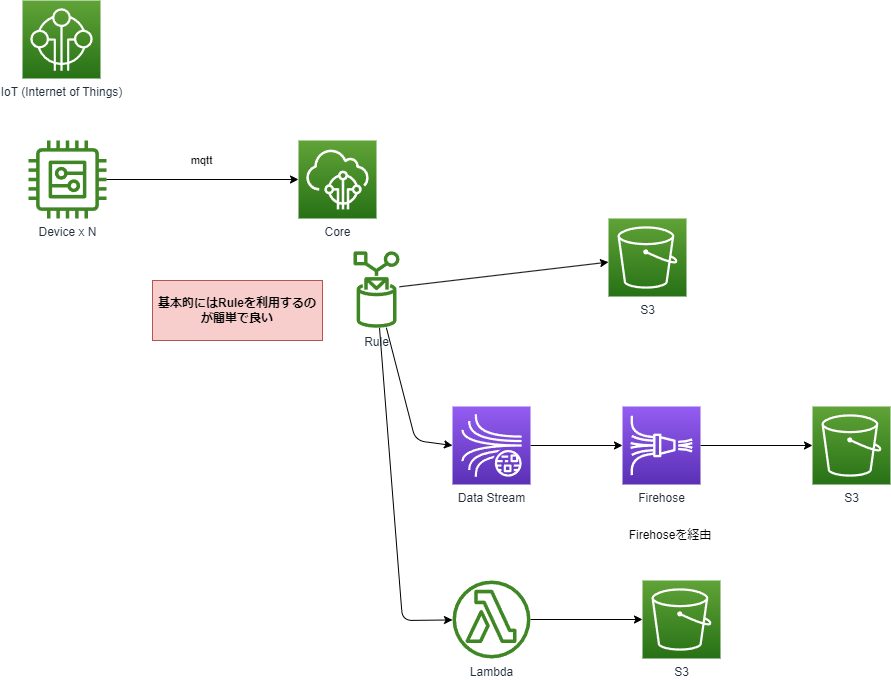 IoT (Internet of Things)
mqtt
Device x N
Core
S3
基本的にはRuleを利用するの
が簡単で良い
Rule
Data Stream
Firehose
S3
Firehoseを経由
Lambda
S3